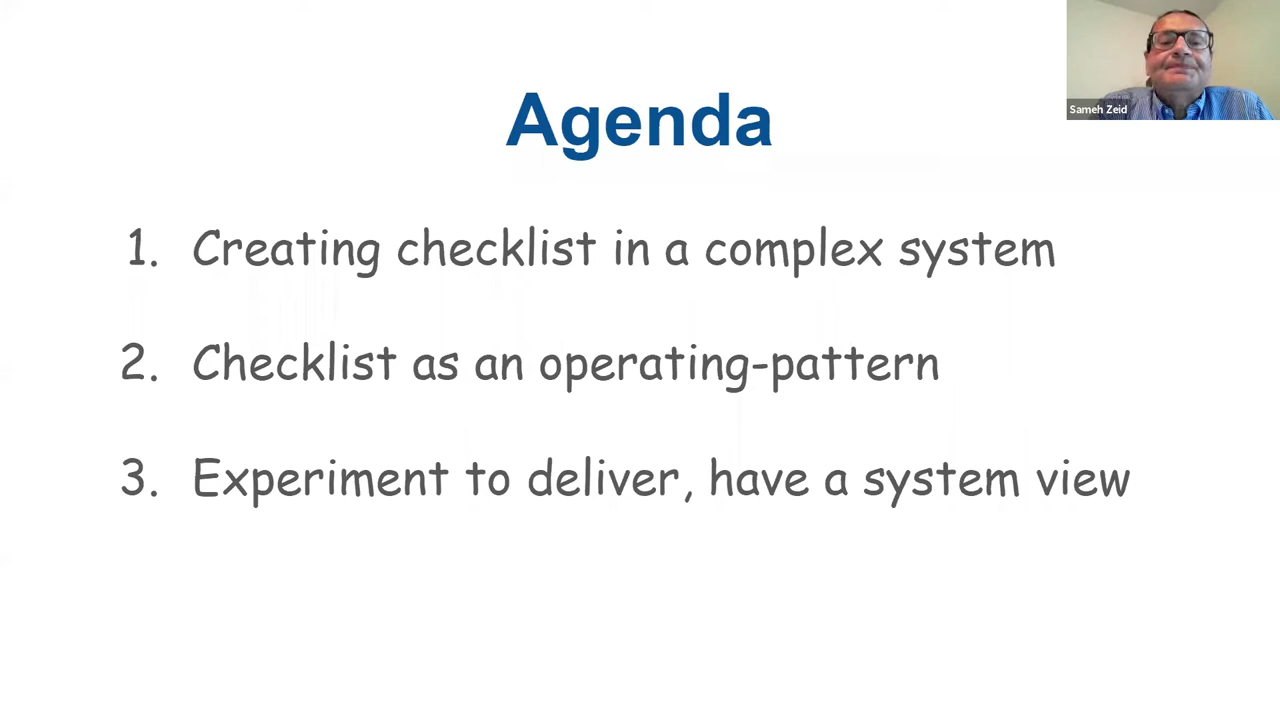 Sameh Zeid
Agenda
1. Creating checklist in a complex system
2. Checklist as an operating-pattern
3. Experiment to deliver, have a system view